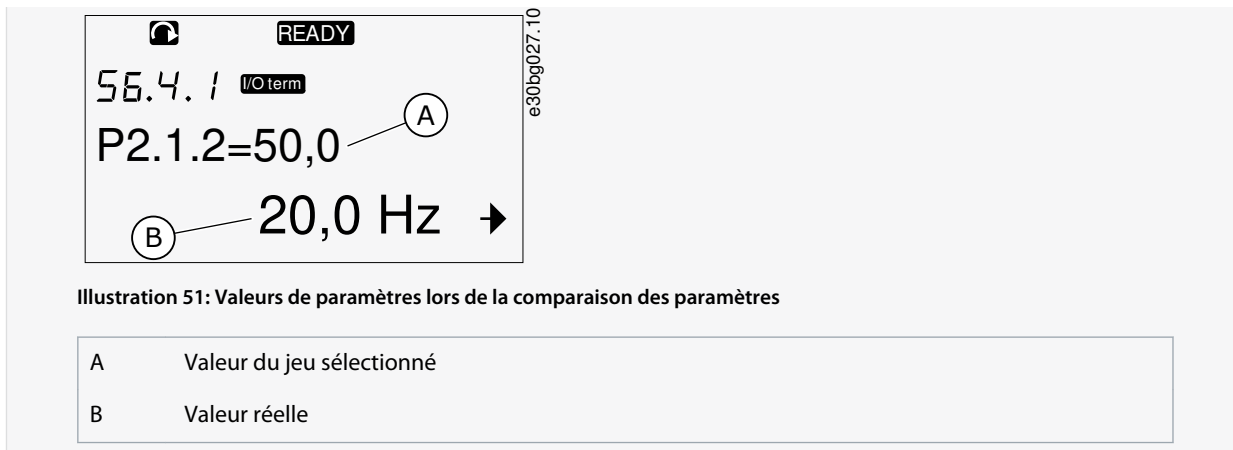 READY
S6.4.1 I/O term
P2.1.2=50,0
A
20,0 Hz
B
e30bg027.10
Illustration 51: Valeurs de paramètres lors de la comparaison des paramètres
A Valeur du jeu sélectionné
B Valeur réelle